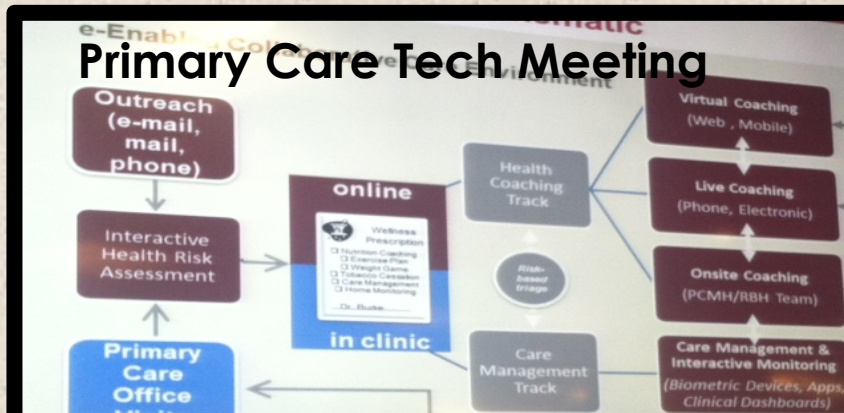 Primary Care Tech Meeting
Outreach
(e-mail,
mail,
phone)
Interactive
Health Risk
Assessment
Primary
Care
Office
online
Wellness
Prescription
Nutrition Coaching
Exercise Plan
Weight Game
Tobacco Cessation
Care Management
Home Monitoring
Dr. Burke
in clinic
Health
Coaching
Track
Risk-
based
triage
Care
Management
Track
Virtual Coaching
(Web , Mobile)
Live Coaching
(Phone, Electronic)
Onsite Coaching
(PCMH/RBH Team)
Care Management &
Interactive Monitoring
(Biometric Devices, Apps,
Clinical Dashboards)